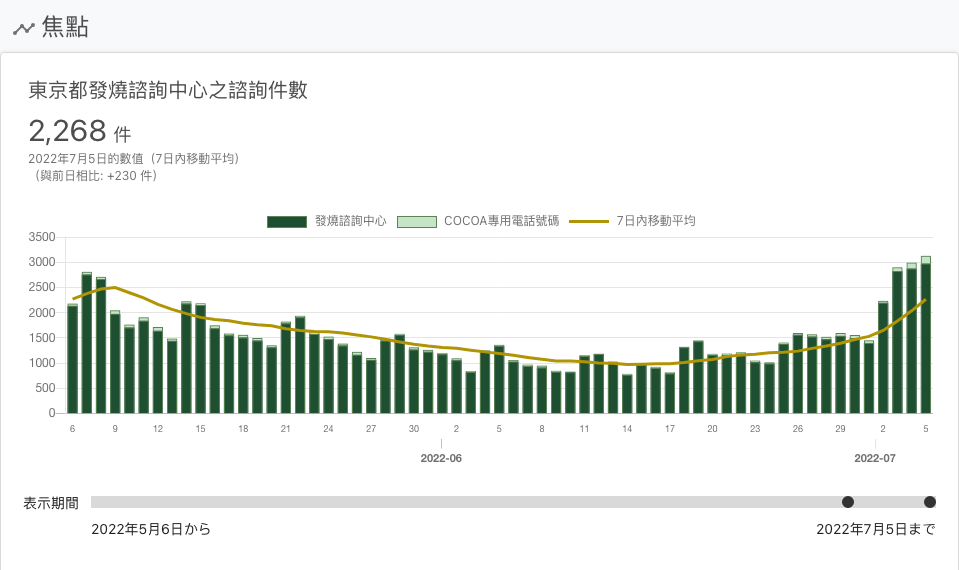 焦點
東京都發燒諮詢中心之諮詢件數
2,268 件
2022年7月5日的數值（7日內移動平均）
（與前日相比: +230 件）
發燒諮詢中心 COCOA專用電話號碼 7日內移動平均
3500
3000
2500
2000
1500
1000
500
0
6 9 12 15 18 21 24 27 30 2 5 8 11 14 17 20 23 26 29 2 5
2022-06 2022-07
表示期間
2022年5月6日から 2022年7月5日まで